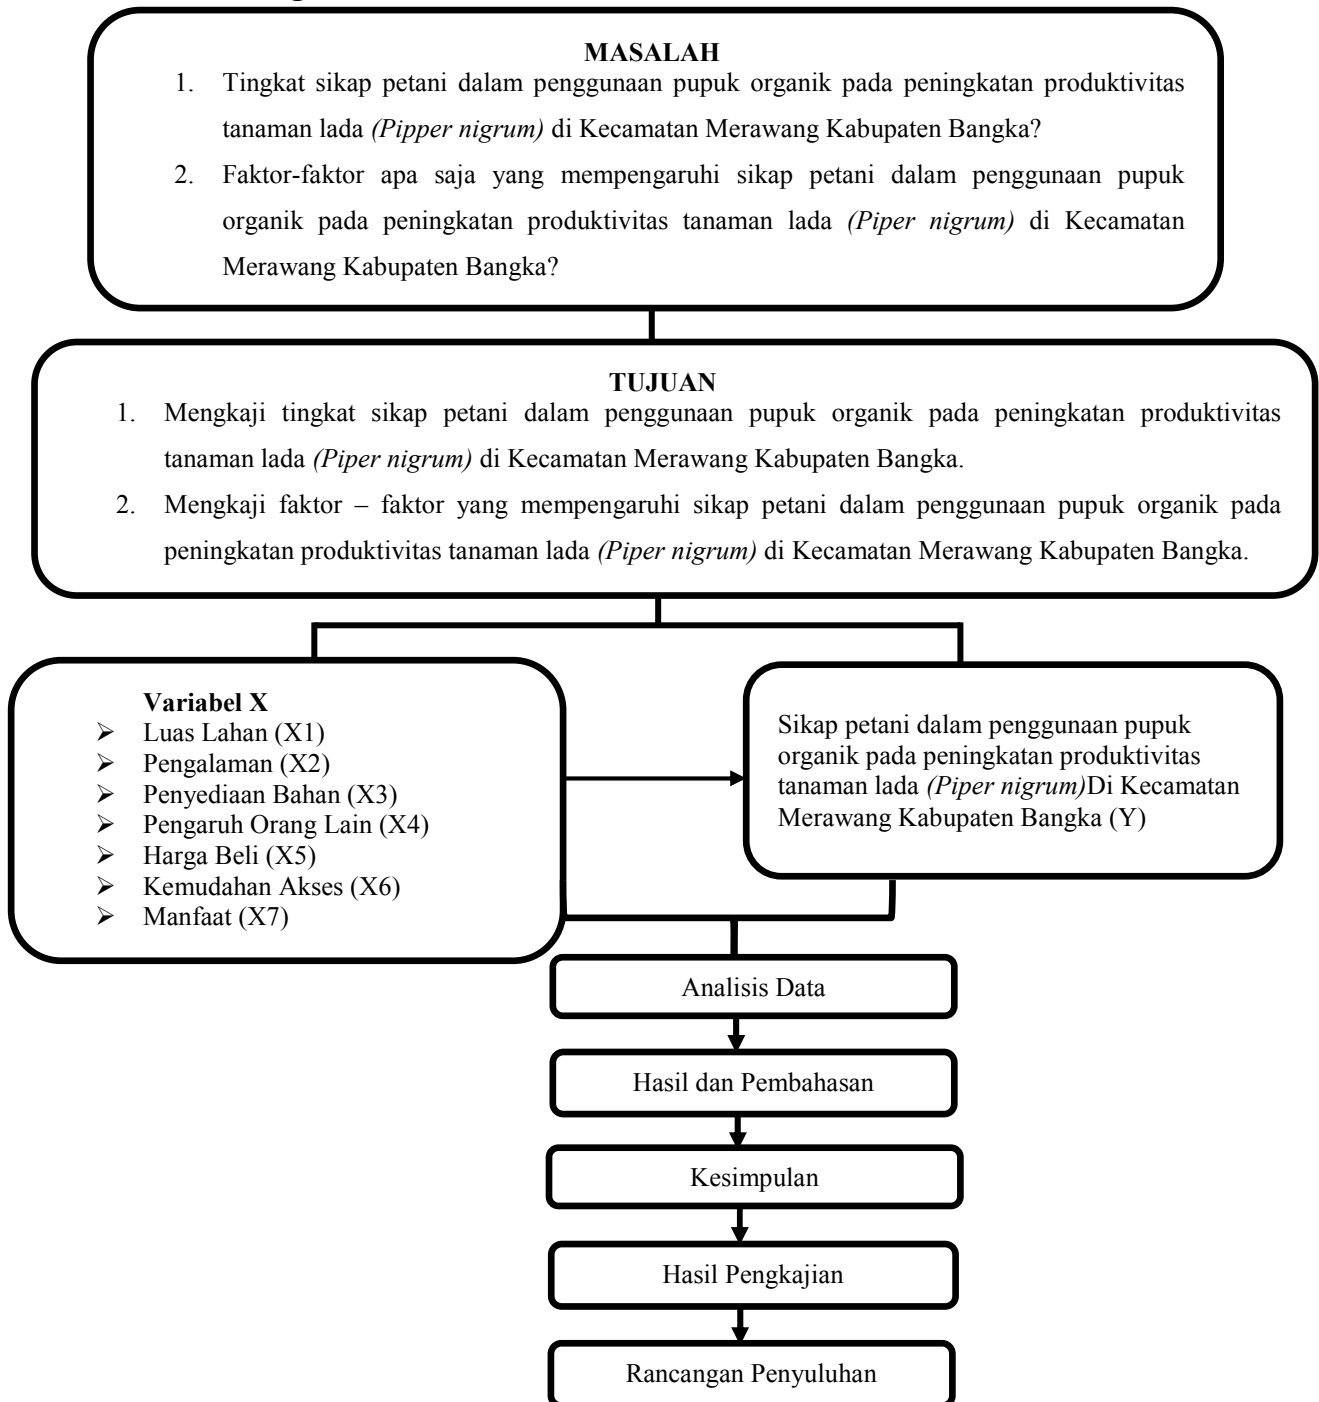 MASALAH
1. Tingkat sikap petani dalam penggunaan pupuk organik pada peningkatan produktivitas
tanaman lada (Pipper nigrum) di Kecamatan Merawang Kabupaten Bangka?
2. Faktor-faktor apa saja yang mempengaruhi sikap petani dalam penggunaan pupuk
organik pada peningkatan produktivitas tanaman lada (Piper nigrum) di Kecamatan
Merawang Kabupaten Bangka?
TUJUAN
1. Mengkaji tingkat sikap petani dalam penggunaan pupuk organik pada peningkatan produktivitas
tanaman lada (Piper nigrum) di Kecamatan Merawang Kabupaten Bangka.
2. Mengkaji faktor – faktor yang mempengaruhi sikap petani dalam penggunaan pupuk organik pada
peningkatan produktivitas tanaman lada (Piper nigrum) di Kecamatan Merawang Kabupaten Bangka.
Variabel X
➢ Luas Lahan (X1)
➢ Pengalaman (X2)
➢ Penyediaan Bahan (X3)
➢ Pengaruh Orang Lain (X4)
➢ Harga Beli (X5)
➢ Kemudahan Akses (X6)
➢ Manfaat (X7)
Sikap petani dalam penggunaan pupuk
organik pada peningkatan produktivitas
tanaman lada (Piper nigrum)Di Kecamatan
Merawang Kabupaten Bangka (Y)
Analisis Data
Hasil dan Pembahasan
Kesimpulan
Hasil Pengkajian
Rancangan Penyuluhan